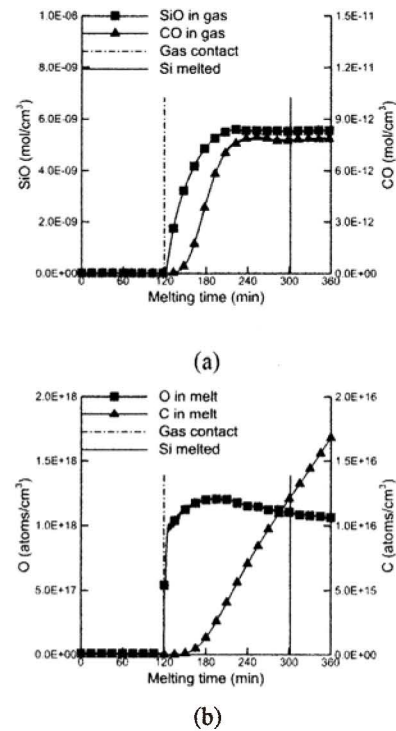 SiO in gas
CO in gas
Gas contact
Si melted
1.0E-06
8.0E-09
6.0E-09
4.0E-09
2.0E-09
0.0E+00
SiO (mol/cm³)
1.5E-11
1.2E-11
9.0E-12
6.0E-12
3.0E-12
0.0E+00
CO (mol/cm³)
0 60 120 180 240 300 360
Melting time (min)
(a)
O in melt
C in melt
Gas contact
Si melted
2.0E+18
1.5E+18
1.0E+18
5.0E+17
0.0E+00
O (atoms/cm³)
2.0E+16
1.5E+16
1.0E+16
5.0E+15
0.0E+00
C (atoms/cm³)
0 60 120 180 240 300 360
Melting time (min)
(b)